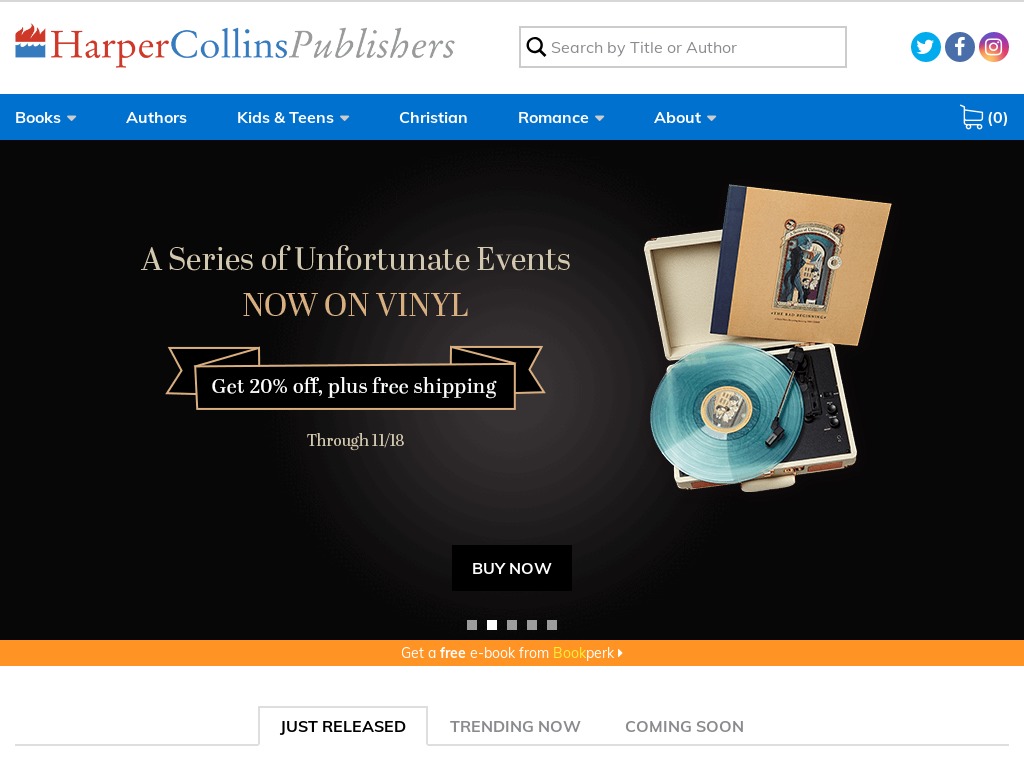 HarperCollinsPublishers
Search by Title or Author
Books
Authors
Kids & Teens
Christian
Romance
About
(0)
A Series of Unfortunate Events
NOW ON VINYL
Get 20% off, plus free shipping
Through 11/18
THE BAD BEGINNING
BUY NOW
Get a free e-book from Bookperk
JUST RELEASED
TRENDING NOW
COMING SOON